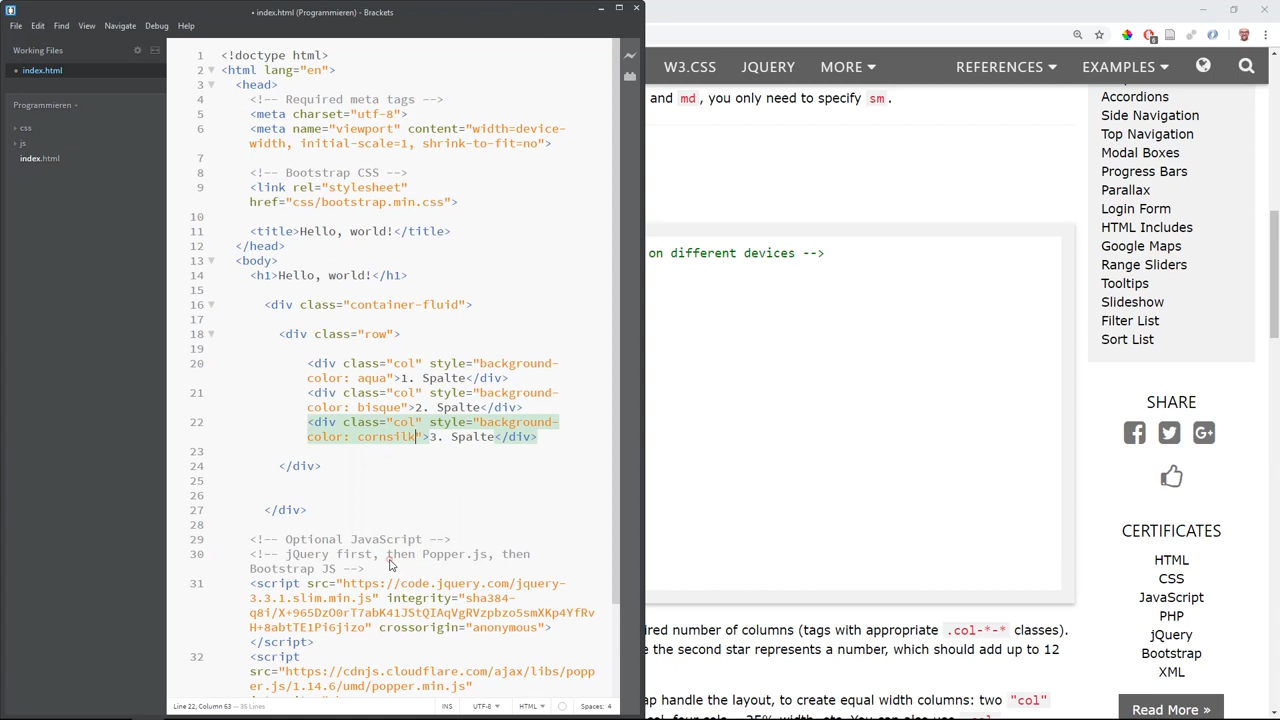 • index.html (Programmieren) - Brackets
File Edit Find View Navigate Debug Help
Working Files
• index.html
Programmieren
css
js
index.html
1 <!doctype html>
2 <html lang="en">
3 <head>
4 <!-- Required meta tags -->
5 <meta charset="utf-8">
6 <meta name="viewport" content="width=device-
width, initial-scale=1, shrink-to-fit=no">
7
8 <!-- Bootstrap CSS -->
9 <link rel="stylesheet"
href="css/bootstrap.min.css">
10
11 <title>Hello, world!</title>
12 </head>
13 <body>
14 <h1>Hello, world!</h1>
15
16 <div class="container-fluid">
17
18 <div class="row">
19
20 <div class="col" style="background-
color: aqua">1. Spalte</div>
21 <div class="col" style="background-
color: bisque">2. Spalte</div>
22 <div class="col" style="background-
color: cornsilk">3. Spalte</div>
23
24 </div>
25
26
27 </div>
28
29 <!-- Optional JavaScript -->
30 <!-- jQuery first, then Popper.js, then
Bootstrap JS -->
31 <script src="https://code.jquery.com/jquery-
3.3.1.slim.min.js" integrity="sha384-
q8i/X+965DzO0rT7abK41JStQIAqVgRVzpbzo5smXKp4YfRv
H+8abtTE1Pi6jizo" crossorigin="anonymous">
</script>
32 <script
src="https://cdnjs.cloudflare.com/ajax/libs/popp
er.js/1.14.6/umd/popper.min.js"
Line 22, Column 63 — 35 Lines
INS UTF-8 HTML Spaces: 4
W3.CSS JQUERY MORE REFERENCES EXAMPLES
and md, you only need to specify sm.
on different devices -->
ired number of columns (tags with appropriate .col-*-* classes).
e the second star represents a number, which should add up to 12
ap handle the layout, to create equal width columns: two "col"
Accordions
Side Navigation
Top Navigation
Modal Boxes
Progress Bars
Parallax
Login Form
HTML Includes
Google Maps
Range Sliders
Tooltips
Slideshow
Filter List
Sort List
SHARE
CERTIFICATES
HTML
CSS
JavaScript
PHP
jQuery
Bootstrap
XML
Read More »